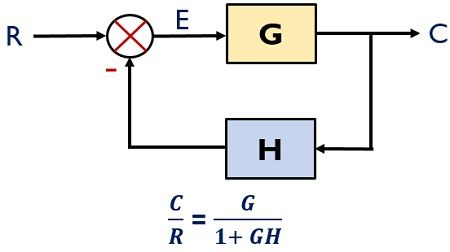 R E G C
-
H
C/R = G/(1 + GH)